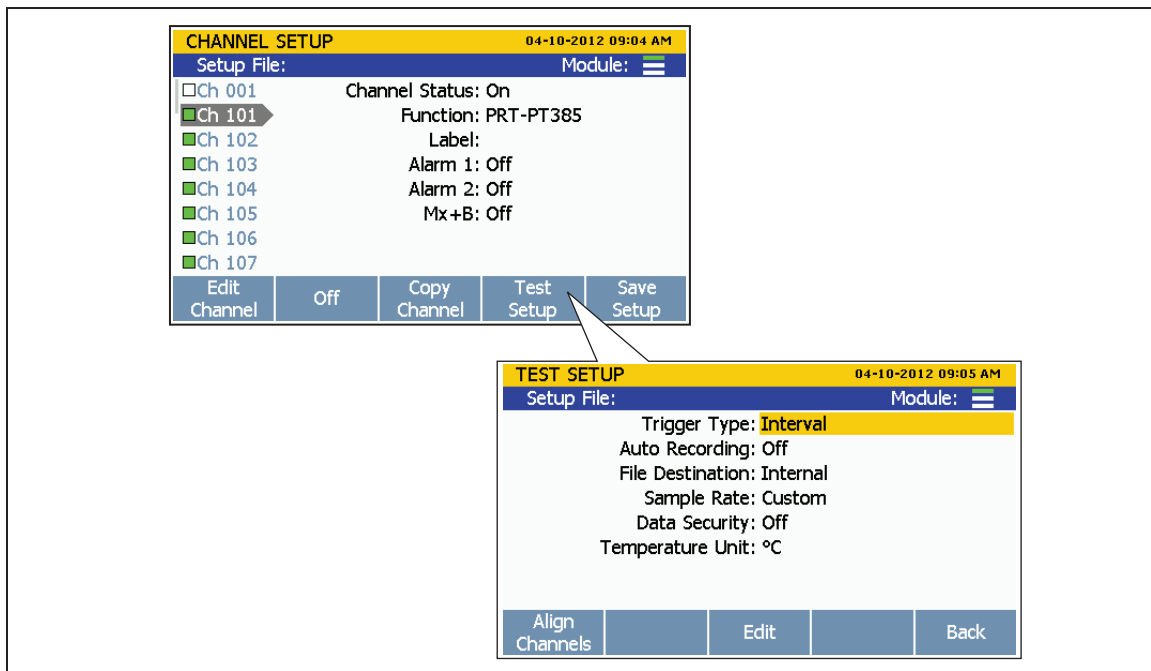 CHANNEL SETUP 04-10-2012 09:04 AM
Setup File: Module:
Ch 001 Channel Status: On
Ch 101 Function: PRT-PT385
Ch 102 Label:
Ch 103 Alarm 1: Off
Ch 104 Alarm 2: Off
Ch 105 Mx+B: Off
Ch 106
Ch 107
Edit Channel Off Copy Channel Test Setup Save Setup
TEST SETUP 04-10-2012 09:05 AM
Setup File: Module:
Trigger Type: Interval
Auto Recording: Off
File Destination: Internal
Sample Rate: Custom
Data Security: Off
Temperature Unit: °C
Align Channels Edit Back